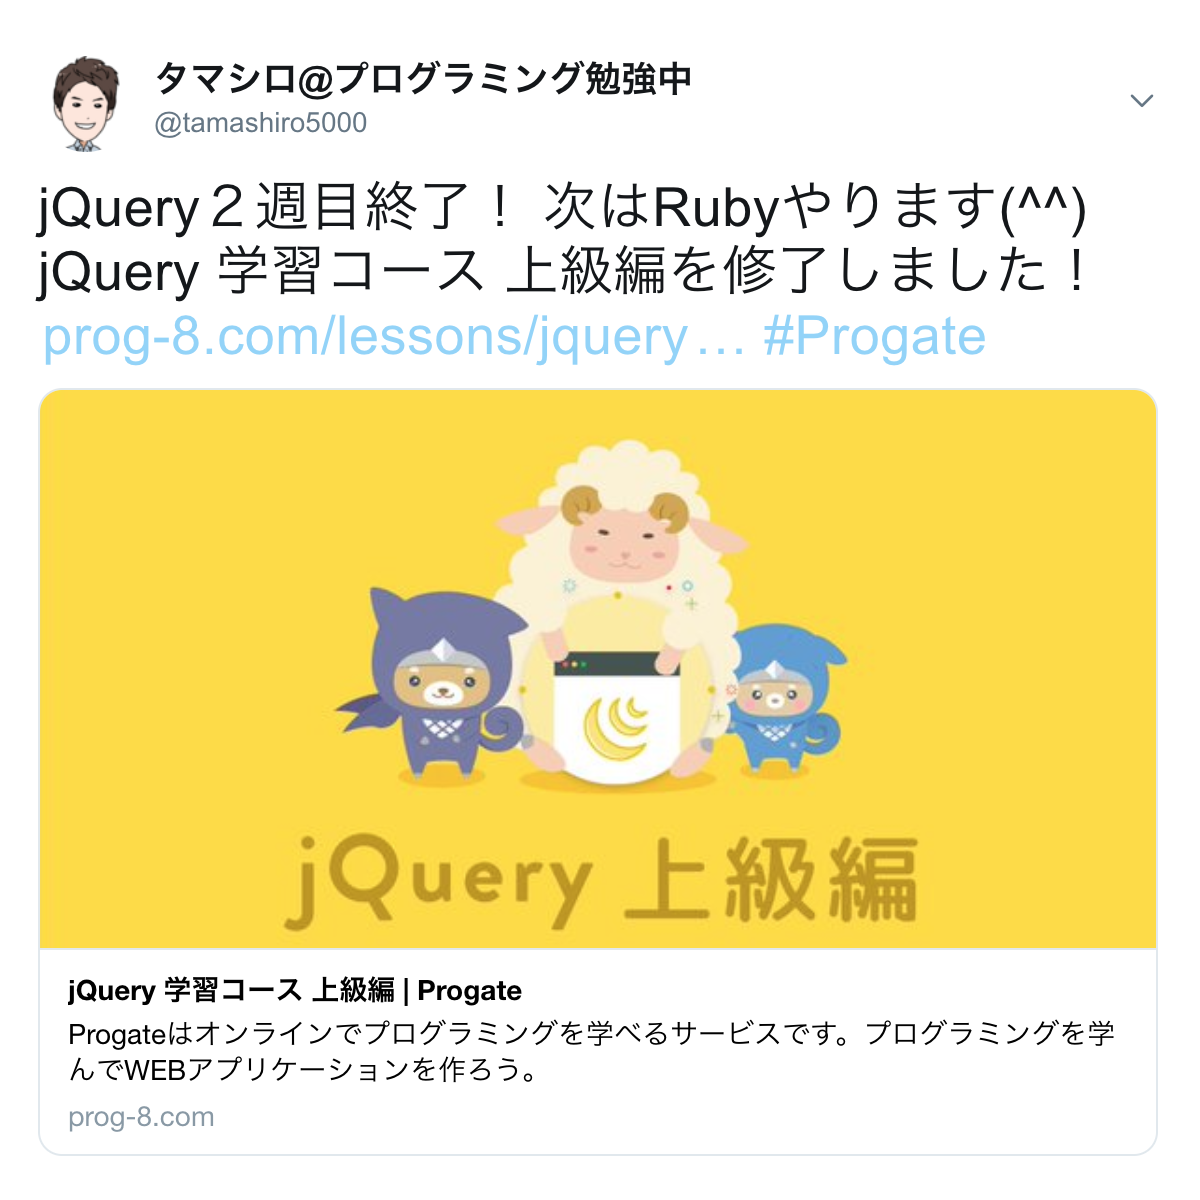 タマシロ@プログラミング勉強中
@tamashiro5000
jQuery２週目終了！ 次はRubyやります(^^)
jQuery 学習コース 上級編を修了しました！
prog-8.com/lessons/jquery… #Progate
jQuery 上級編
jQuery 学習コース 上級編 | Progate
Progateはオンラインでプログラミングを学べるサービスです。プログラミングを学
んでWEBアプリケーションを作ろう。
prog-8.com